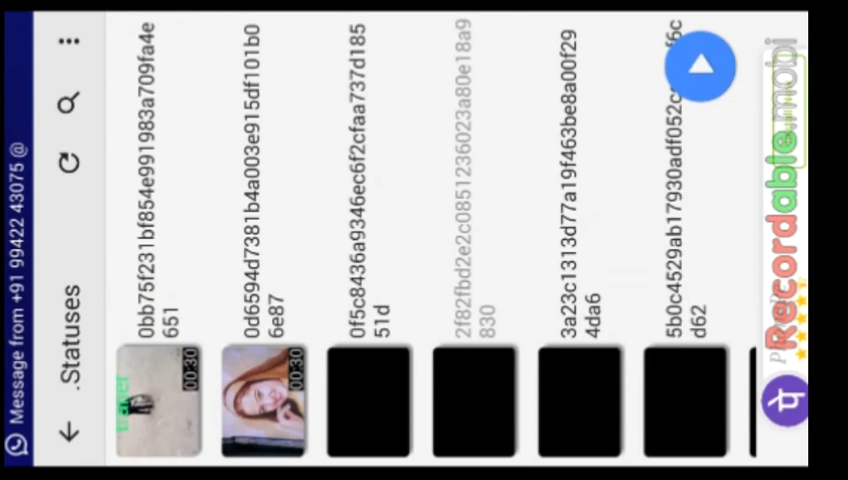 Message from +91 99422 43075 @
.Statuses
0bb75f231bf854e991983a709fa4e
651
00:30
0d6594d7381b4a003e915df101b0
6e87
00:30
0f5c8436a9346ec6f2cfaa737d185
51d
2f82fbd2e2c0851236023a80e18a9
830
3a23c1313d77a19f463be8a00f29
4da6
5b0c4529ab17930adf052c
f6c
d62
Recordable.mobi
पे